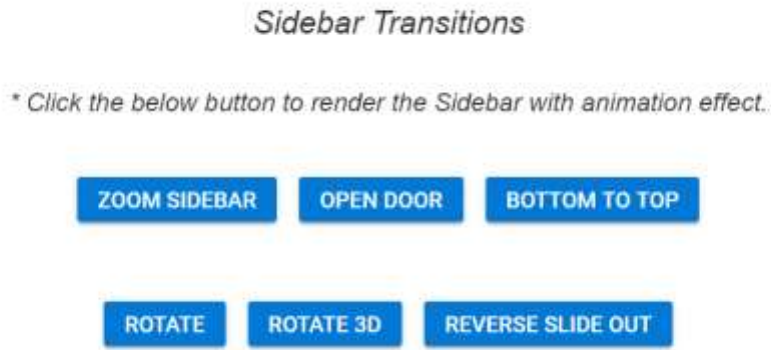 Sidebar Transitions
* Click the below button to render the Sidebar with animation effect.
ZOOM SIDEBAR OPEN DOOR BOTTOM TO TOP
ROTATE ROTATE 3D REVERSE SLIDE OUT